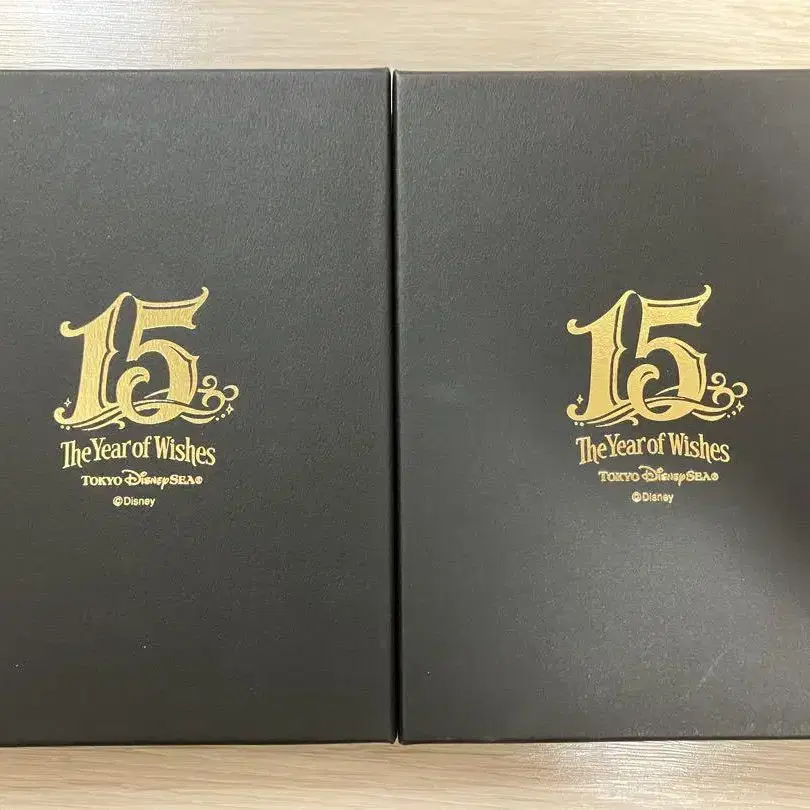 15
The Year of Wishes
TOKYO DisneySEA®
©Disney
15
The Year of Wishes
TOKYO DisneySEA®
©Disney